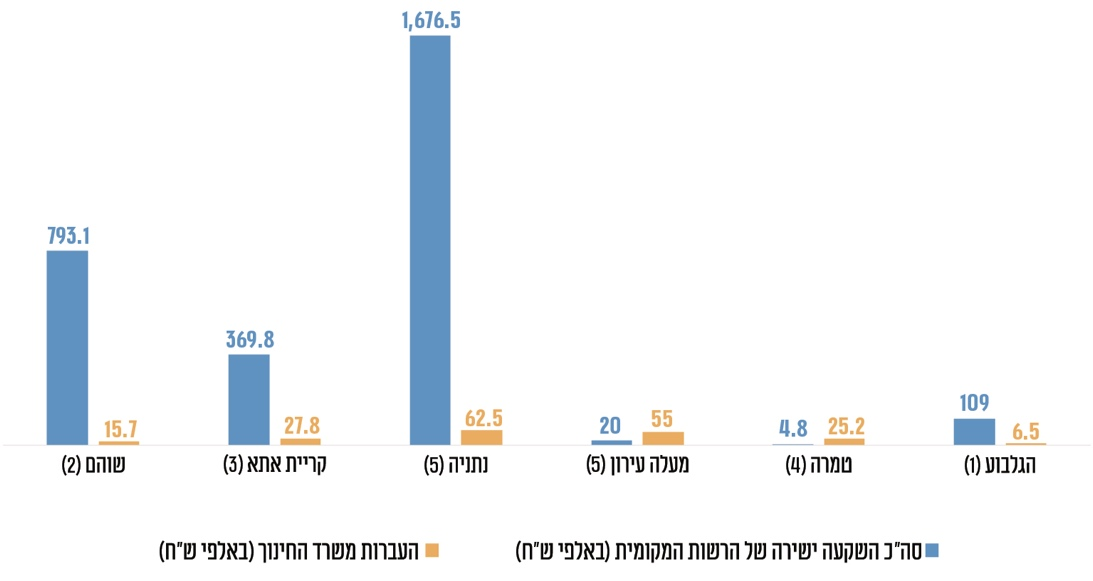 1,676.5
793.1
369.8
109
62.5
55
20
27.8
25.2
15.7
4.8
6.5
הגלבוע (1)
טמרה (4)
מעלה עירון (5)
נתניה (5)
קריית אתא (3)
שוהם (2)
סה"כ השקעה ישירה של הרשות המקומית (באלפי ש"ח)
העברות משרד החינוך (באלפי ש"ח)